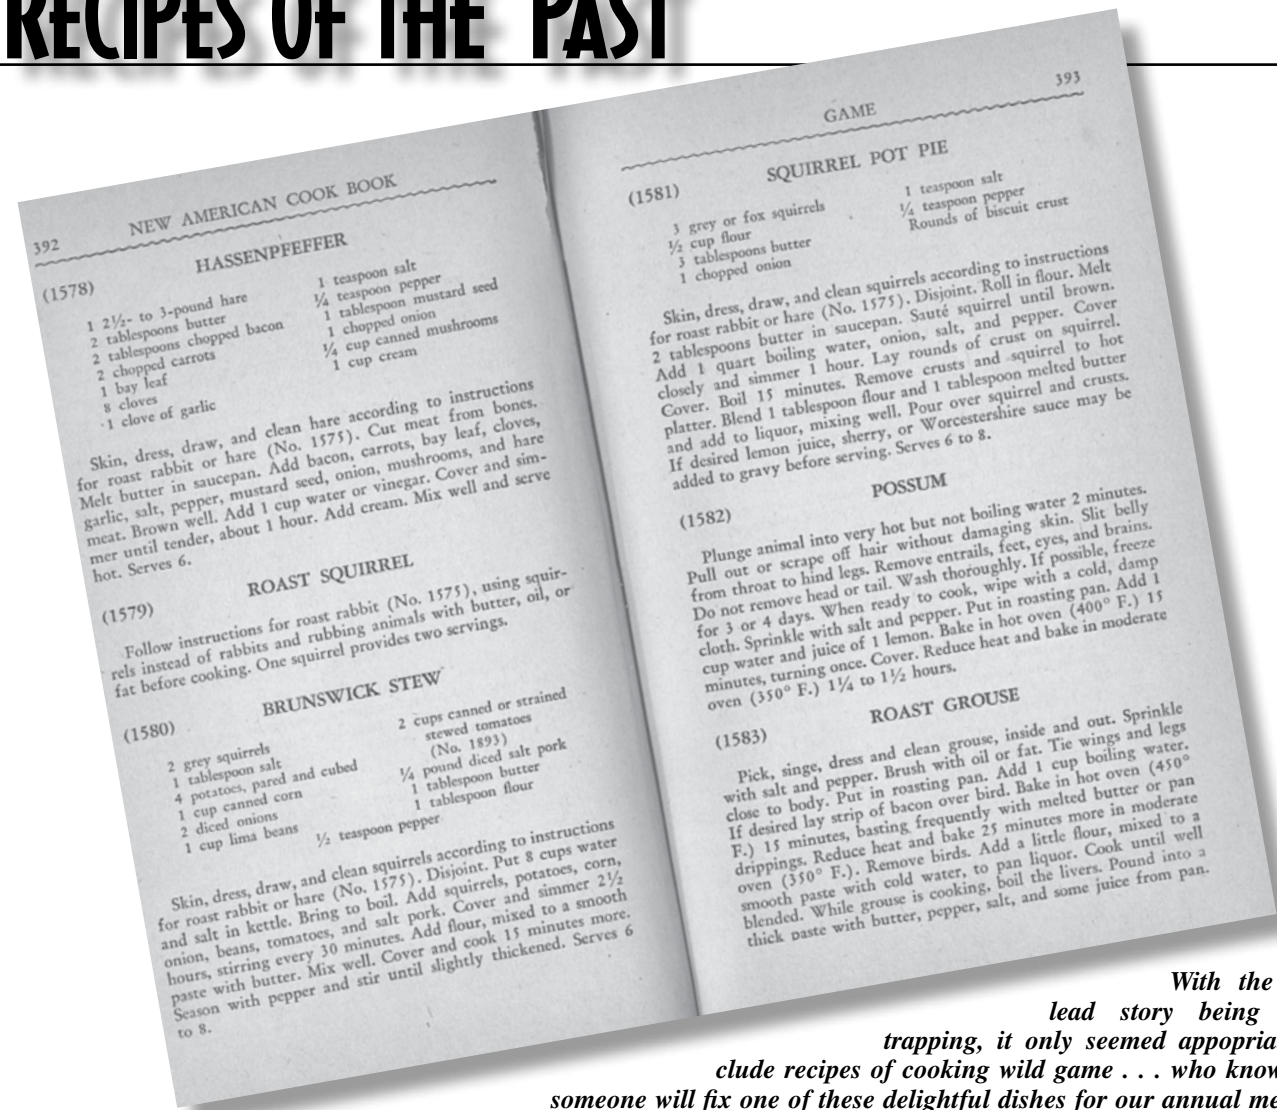 RECIPES OF THE PAST
392 NEW AMERICAN COOK BOOK
HASSENPFEFFER
(1578)
1 2½- to 3-pound hare
2 tablespoons butter
2 tablespoons chopped bacon
2 chopped carrots
1 bay leaf
8 cloves
1 clove of garlic
1 teaspoon salt
¼ teaspoon pepper
1 tablespoon mustard seed
1 chopped onion
¼ cup canned mushrooms
1 cup cream
Skin, dress, draw, and clean hare according to instructions
for roast rabbit or hare (No. 1575). Cut meat from bones.
Melt butter in saucepan. Add bacon, carrots, bay leaf, cloves,
garlic, salt, pepper, mustard seed, onion, mushrooms, and hare
meat. Brown well. Add 1 cup water or vinegar. Cover and sim-
mer until tender, about 1 hour. Add cream. Mix well and serve
hot. Serves 6.
ROAST SQUIRREL
(1579)
Follow instructions for roast rabbit (No. 1575), using squir-
rels instead of rabbits and rubbing animals with butter, oil, or
fat before cooking. One squirrel provides two servings.
BRUNSWICK STEW
(1580)
2 grey squirrels
1 tablespoon salt
4 potatoes, pared and cubed
1 cup canned corn
2 diced onions
1 cup lima beans
2 cups canned or strained
stewed tomatoes
(No. 1893)
¼ pound diced salt pork
1 tablespoon butter
1 tablespoon flour
½ teaspoon pepper
Skin, dress, draw, and clean squirrels according to instructions
for roast rabbit or hare (No. 1575). Disjoint. Put 8 cups water
and salt in kettle. Bring to boil. Add squirrels, potatoes, corn,
onion, beans, tomatoes, and salt pork. Cover and simmer 2½
hours, stirring every 30 minutes. Add flour, mixed to a smooth
paste with butter. Mix well. Cover and cook 15 minutes more.
Season with pepper and stir until slightly thickened. Serves 6
to 8.
GAME 393
SQUIRREL POT PIE
(1581)
3 grey or fox squirrels
½ cup flour
3 tablespoons butter
1 chopped onion
1 teaspoon salt
¼ teaspoon pepper
Rounds of biscuit crust
Skin, dress, draw, and clean squirrels according to instructions
for roast rabbit or hare (No. 1575). Disjoint. Roll in flour. Melt
2 tablespoons butter in saucepan. Sauté squirrel until brown.
Add 1 quart boiling water, onion, salt, and pepper. Cover
closely and simmer 1 hour. Lay rounds of crust on squirrel.
Cover. Boil 15 minutes. Remove crusts and squirrel to hot
platter. Blend 1 tablespoon flour and 1 tablespoon melted butter
and add to liquor, mixing well. Pour over squirrel and crusts.
If desired lemon juice, sherry, or Worcestershire sauce may be
added to gravy before serving. Serves 6 to 8.
POSSUM
(1582)
Plunge animal into very hot but not boiling water 2 minutes.
Pull out or scrape off hair without damaging skin. Slit belly
from throat to hind legs. Remove entrails, feet, eyes, and brains.
Do not remove head or tail. Wash thoroughly. If possible, freeze
for 3 or 4 days. When ready to cook, wipe with a cold, damp
cloth. Sprinkle with salt and pepper. Put in roasting pan. Add 1
cup water and juice of 1 lemon. Bake in hot oven (400° F.) 15
minutes, turning once. Cover. Reduce heat and bake in moderate
oven (350° F.) 1¼ to 1½ hours.
ROAST GROUSE
(1583)
Pick, singe, dress and clean grouse, inside and out. Sprinkle
with salt and pepper. Brush with oil or fat. Tie wings and legs
close to body. Put in roasting pan. Add 1 cup boiling water.
If desired lay strip of bacon over bird. Bake in hot oven (450°
F.) 15 minutes, basting frequently with melted butter or pan
drippings. Reduce heat and bake 25 minutes more in moderate
oven (350° F.). Remove birds. Add a little flour, mixed to a
smooth paste with cold water, to pan liquor. Cook until well
blended. While grouse is cooking, boil the livers. Pound into a
thick paste with butter, pepper, salt, and some juice from pan.
With the
lead story being
trapping, it only seemed appopria
clude recipes of cooking wild game . . . who know
someone will fix one of these delightful dishes for our annual me